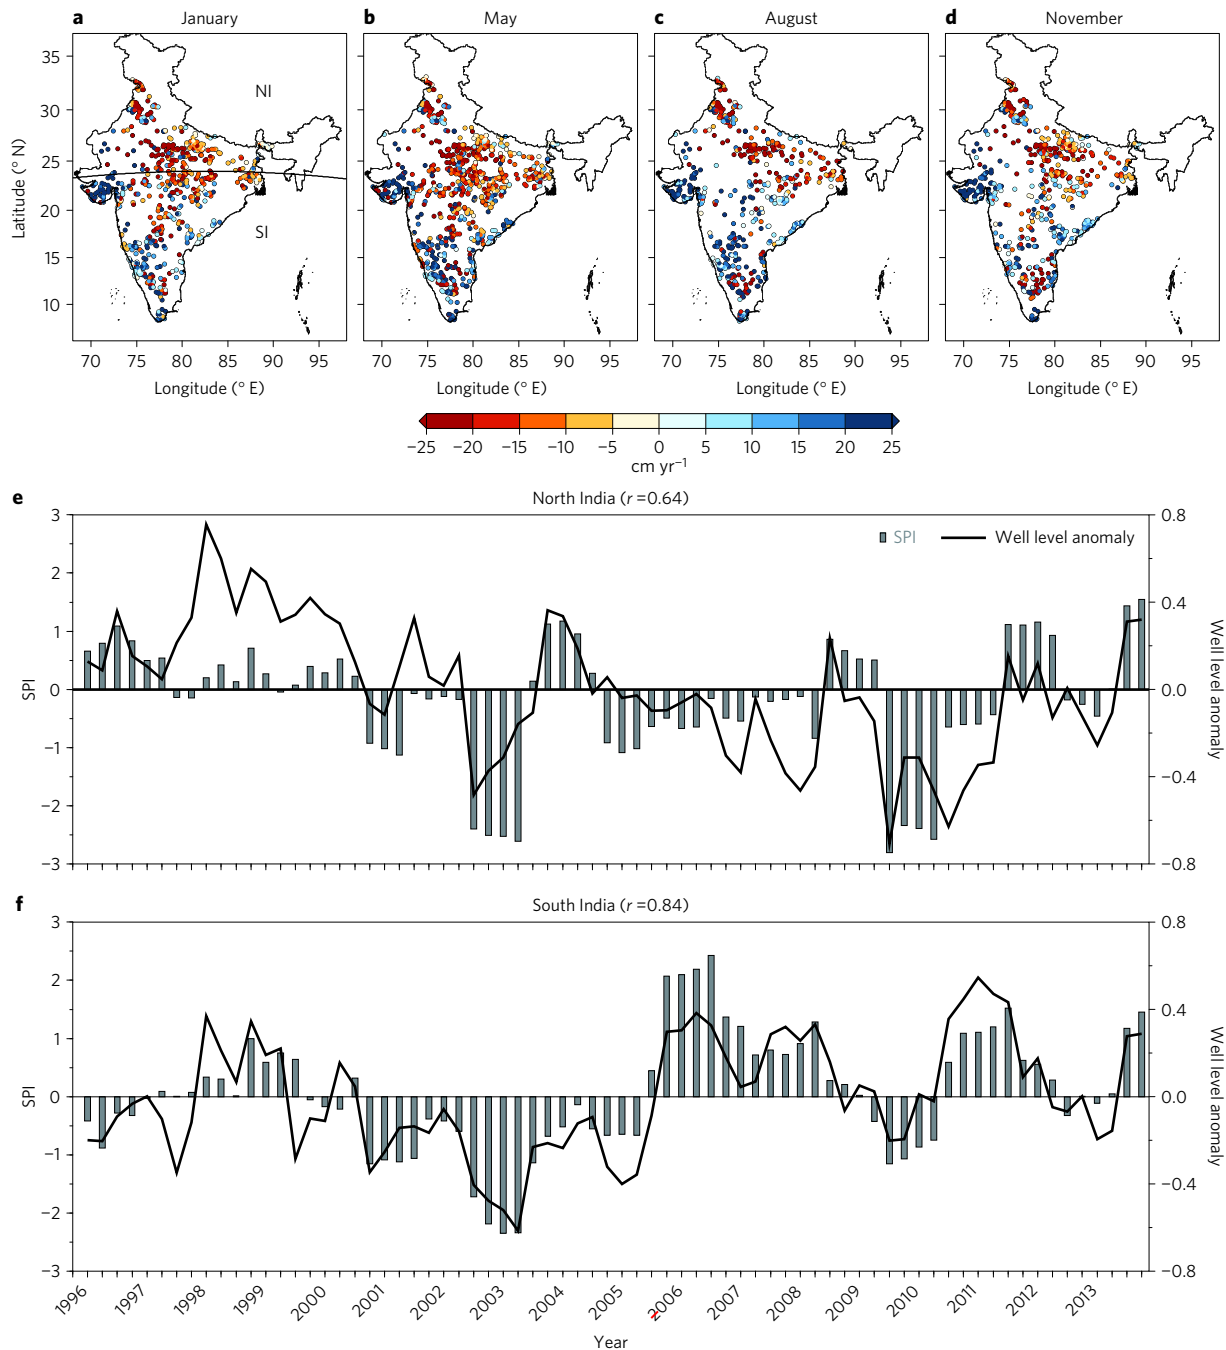 a January b May c August d November
35
30
25
20
15
10
Latitude (° N)
NI
SI
70 75 80 85 90 95 70 75 80 85 90 95 70 75 80 85 90 95 70 75 80 85 90 95
Longitude (° E) Longitude (° E) Longitude (° E) Longitude (° E)
−25 −20 −15 −10 −5 0 5 10 15 20 25
cm yr⁻¹
e North India (r =0.64)
3
2
1
0
−1
−2
−3
SPI
SPI Well level anomaly
0.8
0.4
0.0
−0.4
−0.8
Well level anomaly
f South India (r =0.84)
3
2
1
0
−1
−2
−3
SPI
0.8
0.4
0.0
−0.4
−0.8
Well level anomaly
1996 1997 1998 1999 2000 2001 2002 2003 2004 2005 2006 2007 2008 2009 2010 2011 2012 2013
Year